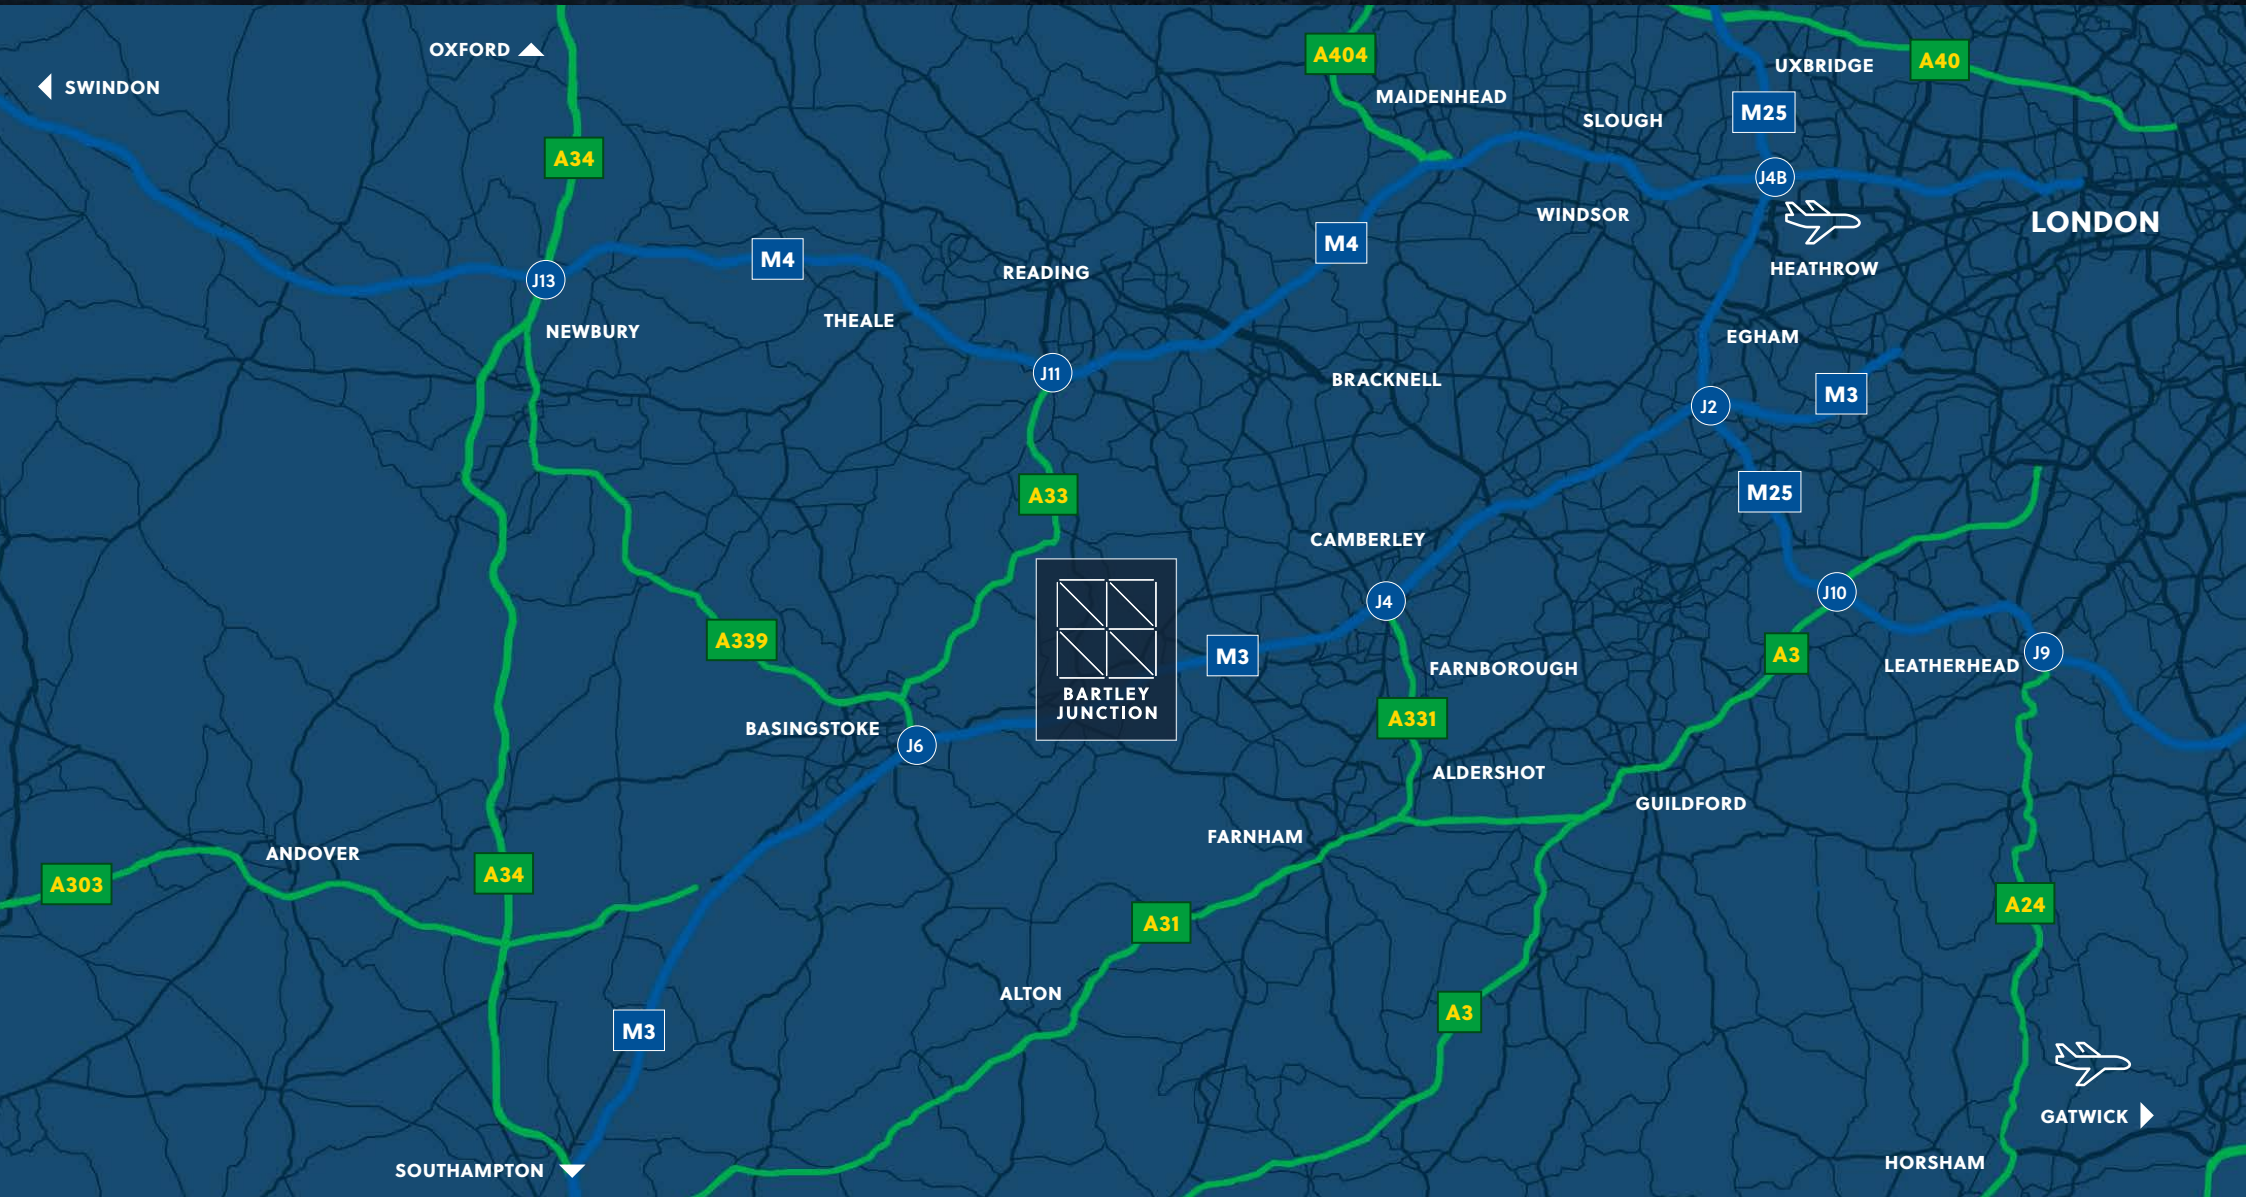 OXFORD
SWINDON
A404
A40
UXBRIDGE
MAIDENHEAD
M25
SLOUGH
A34
J4B
WINDSOR
LONDON
M4
M4
HEATHROW
READING
J13
THEALE
NEWBURY
EGHAM
J11
BRACKNELL
M3
J2
A33
M25
CAMBERLEY
J4
J10
A339
M3
A3
J9
LEATHERHEAD
FARNBOROUGH
BARTLEY
JUNCTION
A331
BASINGSTOKE
J6
ALDERSHOT
GUILDFORD
FARNHAM
ANDOVER
A34
A303
A24
A31
ALTON
A3
M3
GATWICK
HORSHAM
SOUTHAMPTON